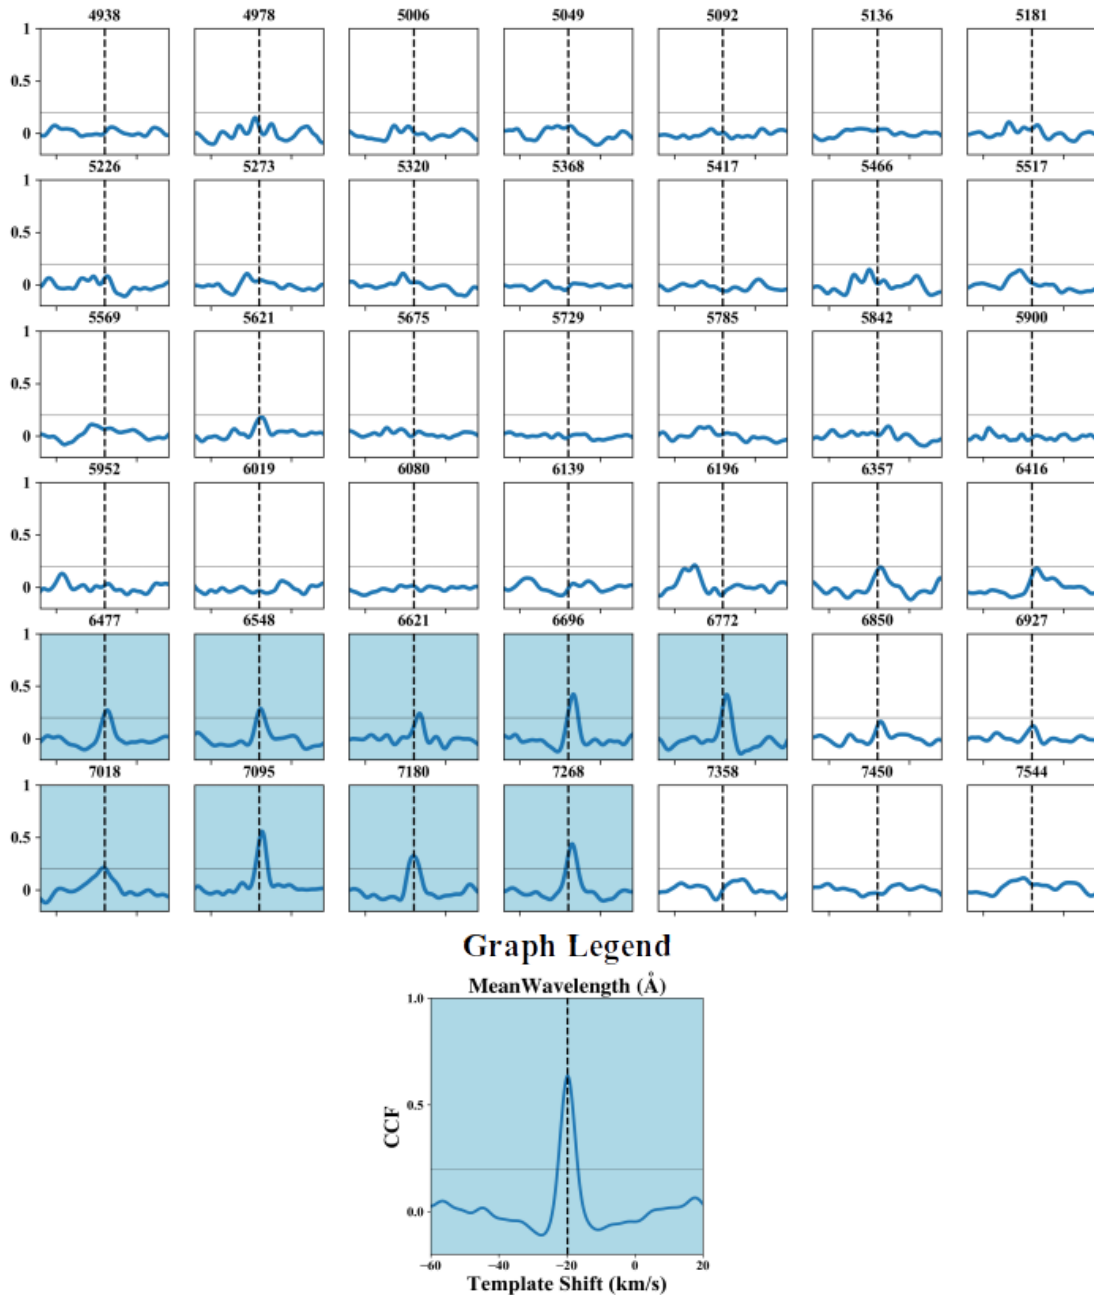 4938 4978 5006 5049 5092 5136 5181
1
0.5
0
5226 5273 5320 5368 5417 5466 5517
1
0.5
0
5569 5621 5675 5729 5785 5842 5900
1
0.5
0
5952 6019 6080 6139 6196 6357 6416
1
0.5
0
6477 6548 6621 6696 6772 6850 6927
1
0.5
0
7018 7095 7180 7268 7358 7450 7544
1
0.5
0
Graph Legend
MeanWavelength (Å)
1.0
0.5
0.0
CCF
−60 −40 −20 0 20
Template Shift (km/s)